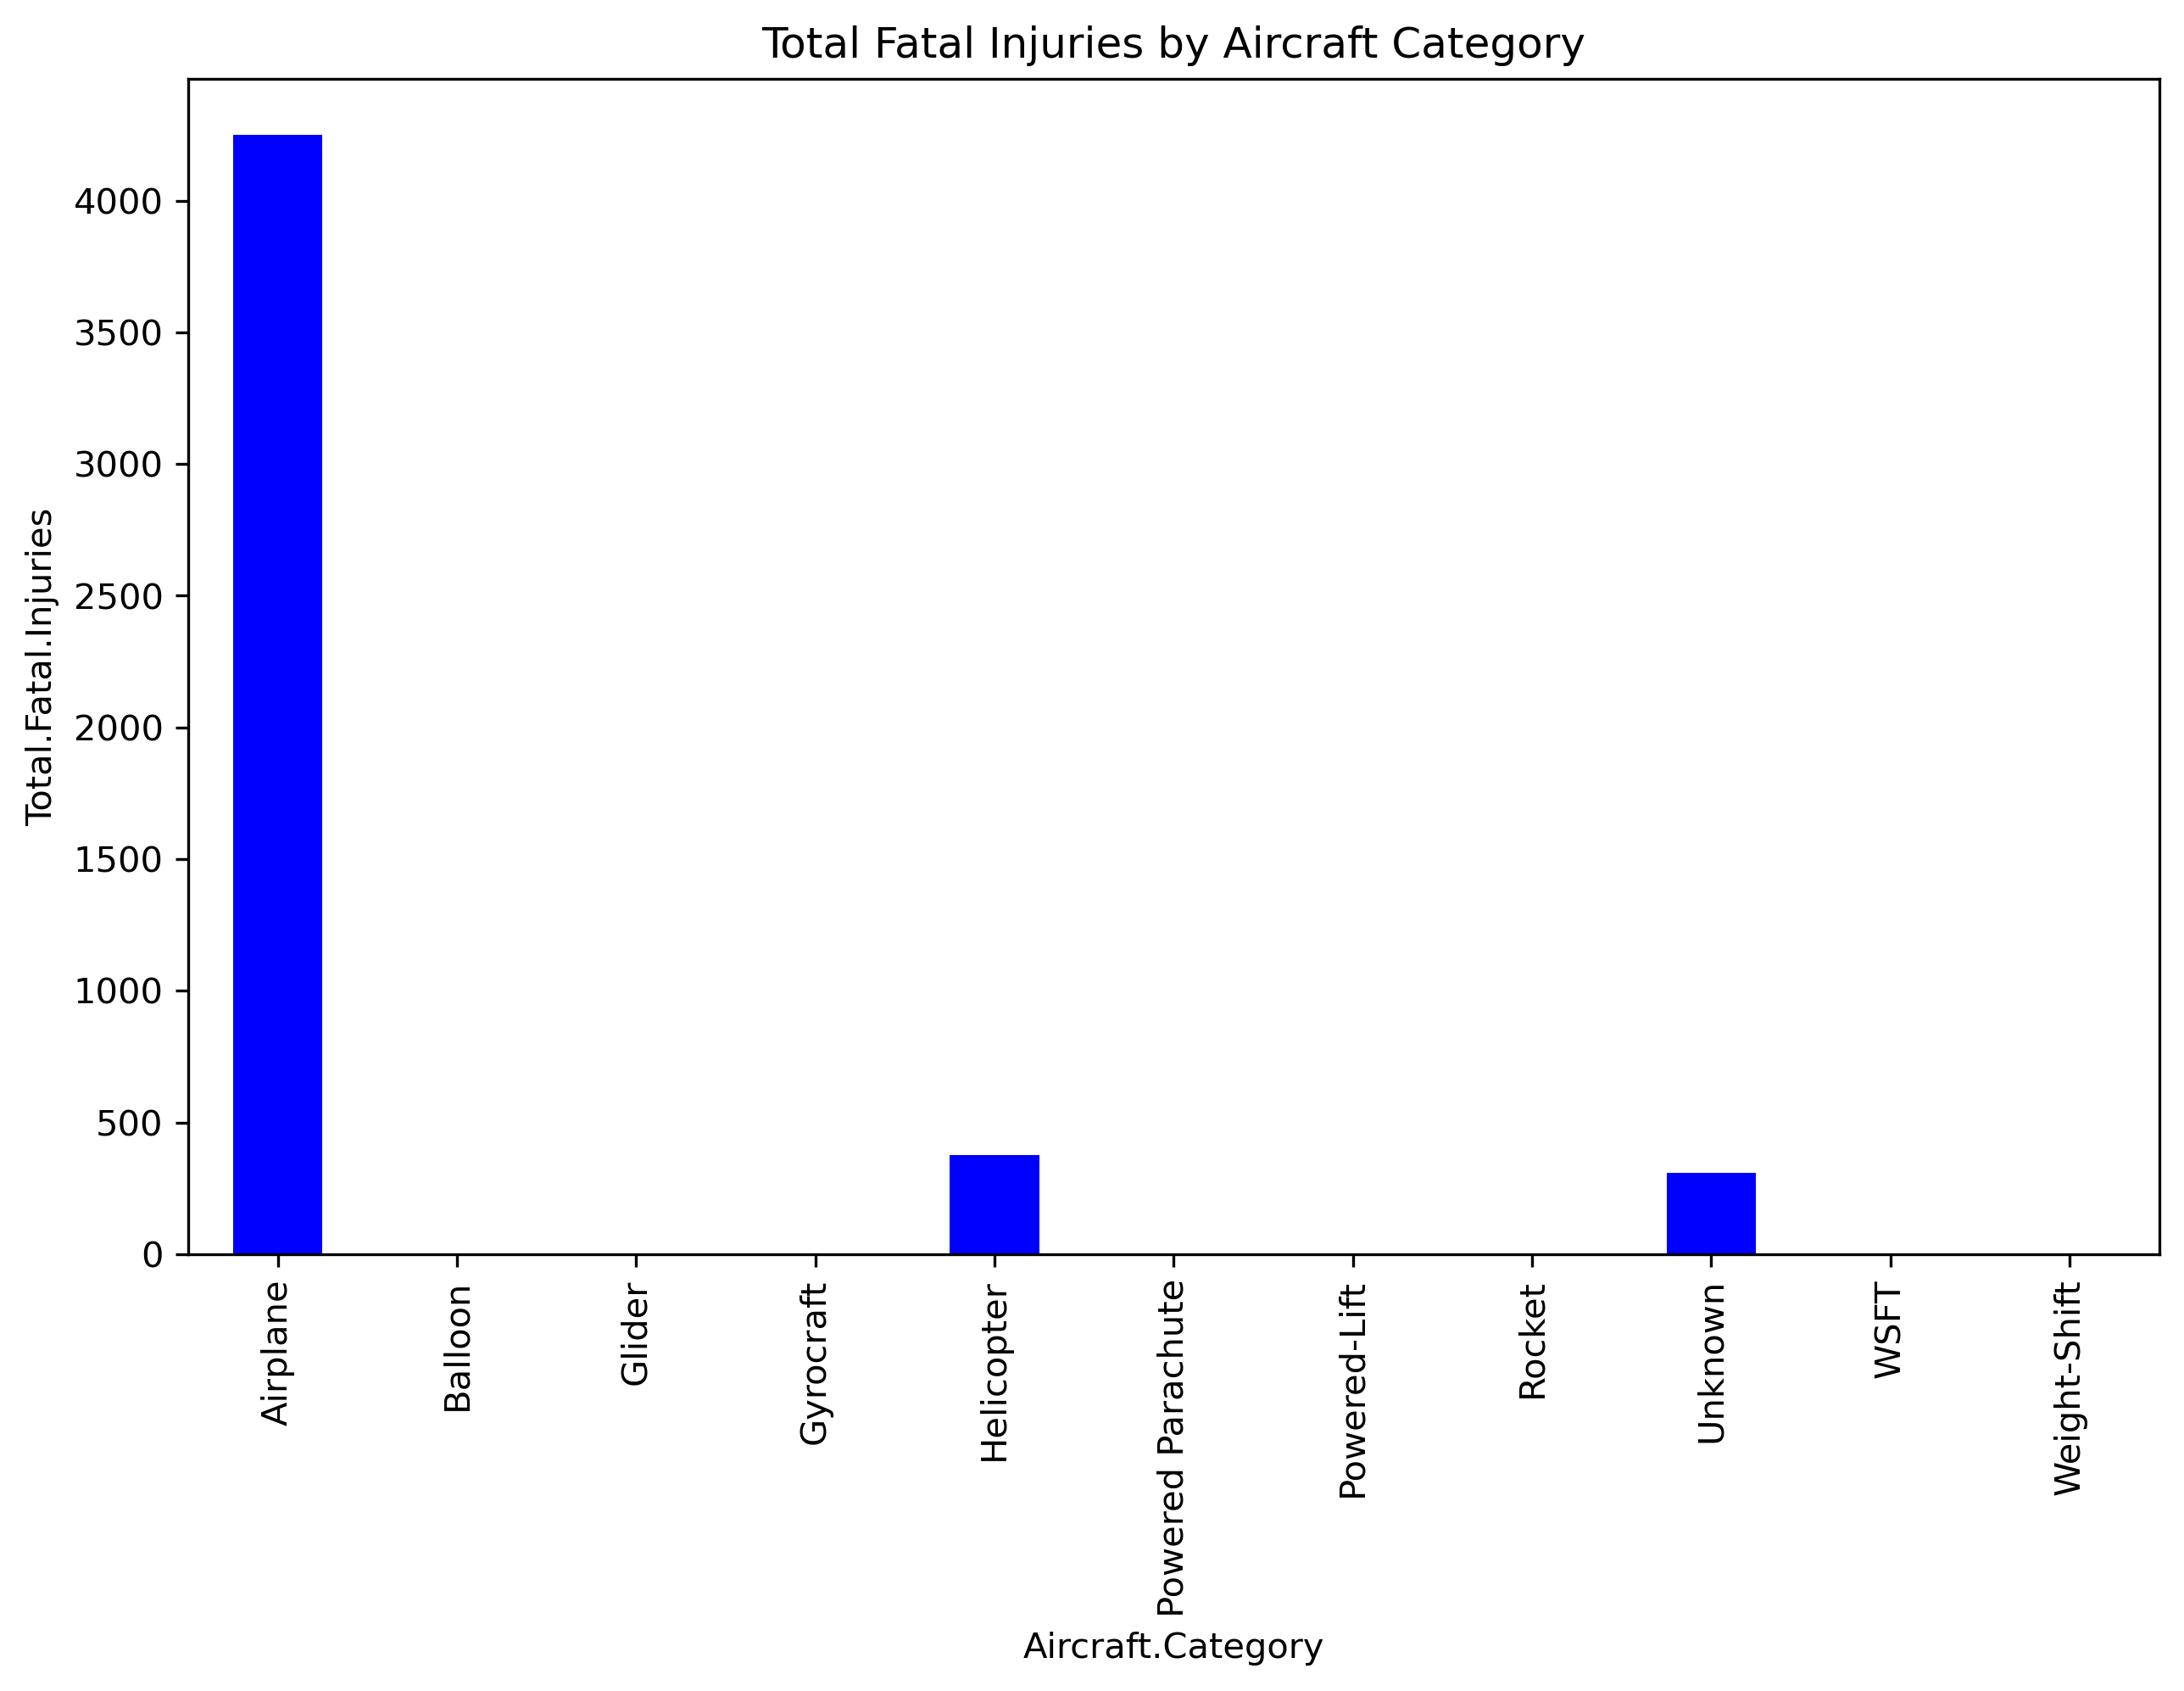 Total Fatal Injuries by Aircraft Category
Total.Fatal.Injuries
4000
3500
3000
2500
2000
1500
1000
500
0
Airplane
Balloon
Glider
Gyrocraft
Helicopter
Powered Parachute
Powered-Lift
Rocket
Unknown
WSFT
Weight-Shift
Aircraft.Category